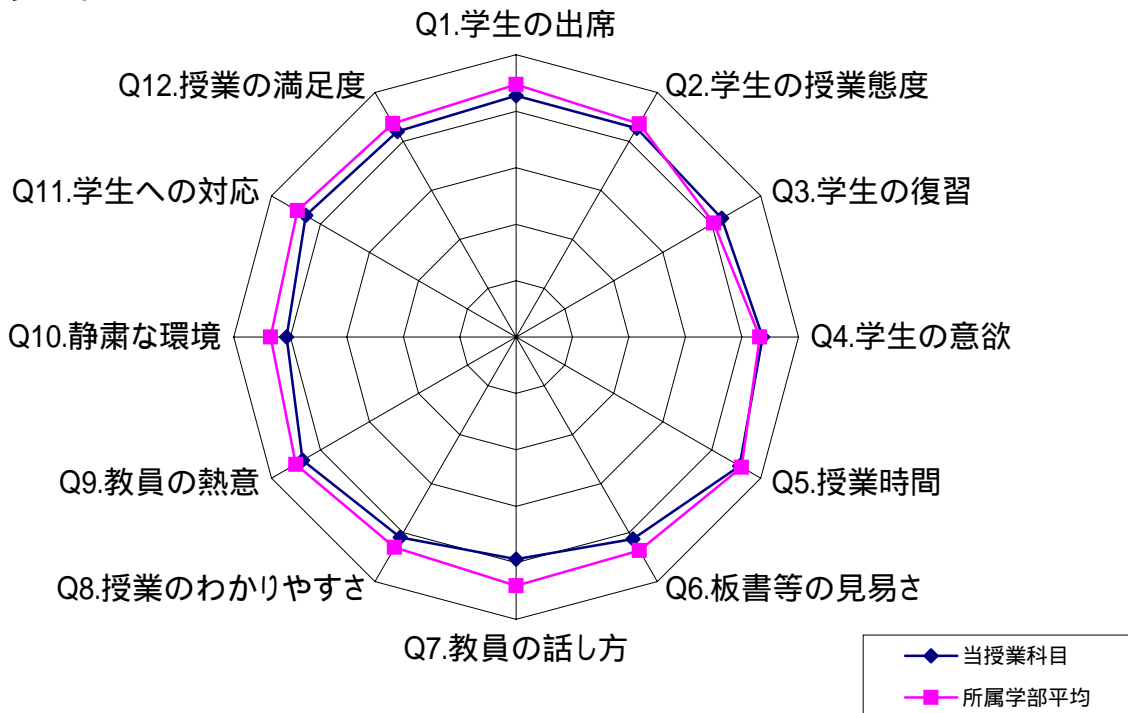 Q1.学生の出席
Q2.学生の授業態度
Q3.学生の復習
Q4.学生の意欲
Q5.授業時間
Q6.板書等の見易さ
Q7.教員の話し方
Q8.授業のわかりやすさ
Q9.教員の熱意
Q10.静粛な環境
Q11.学生への対応
Q12.授業の満足度
当授業科目
所属学部平均